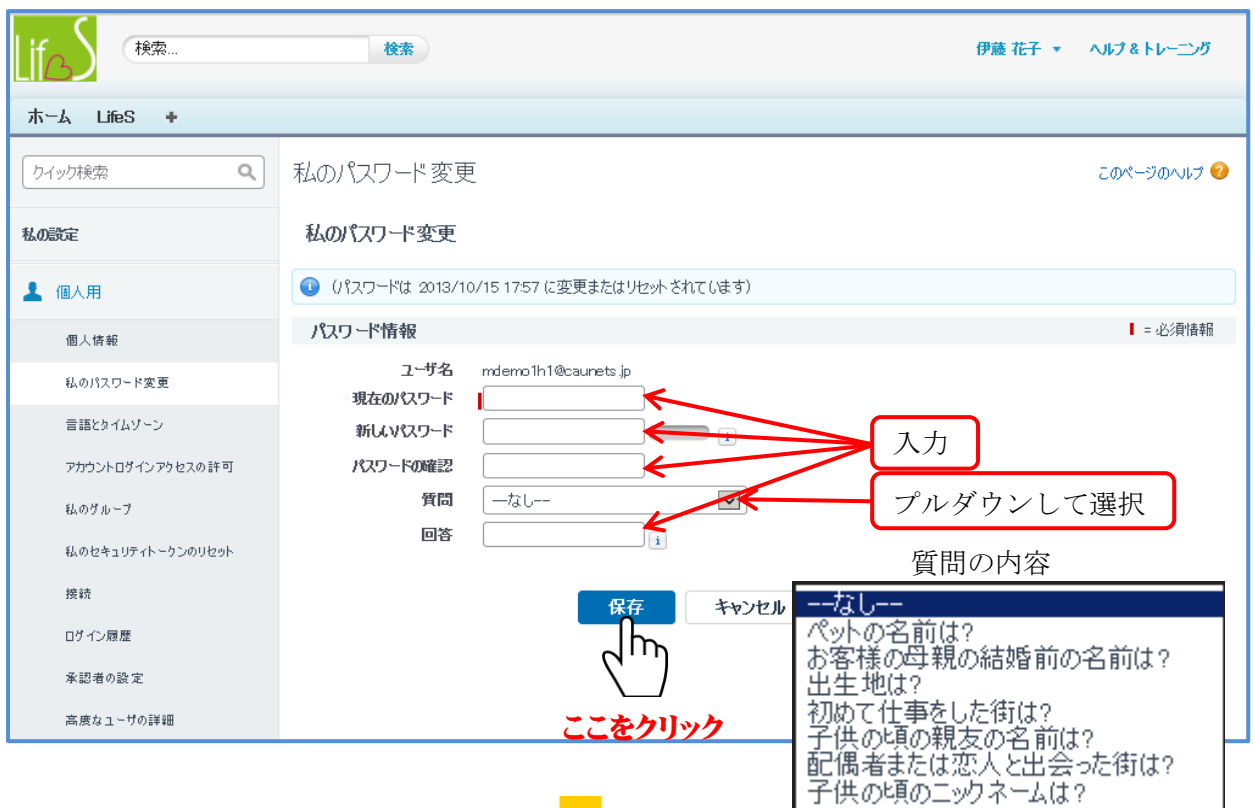 LifeS
検索...
検索
伊藤 花子
ヘルプ & トレーニング
ホーム LifeS +
クイック検索
私のパスワード変更
このページのヘルプ ?
私の設定
私のパスワード変更
個人用
i (パスワードは 2013/10/15 17:57 に変更またはリセットされています)
パスワード情報
= 必須情報
個人情報
ユーザ名 mdemo1h1@caunets.jp
私のパスワード変更
現在のパスワード
言語とタイムゾーン
新しいパスワード
i
入力
アカウントログインアクセスの許可
パスワードの確認
質問 --なし--
プルダウンして選択
私のグループ
回答
i
私のセキュリティトークンのリセット
質問の内容
接続
保存
キャンセル
--なし--
ペットの名前は?
ログイン履歴
お客様の母親の結婚前の名前は?
承認者の設定
出生地は?
初めて仕事をした街は?
高度なユーザの詳細
ここをクリック
子供の頃の親友の名前は?
配偶者または恋人と出会った街は?
子供の頃のニックネームは?